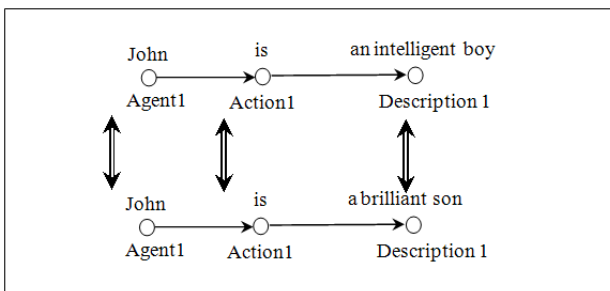 John is an intelligent boy
Agent1 Action1 Description 1
John is a brilliant son
Agent1 Action1 Description 1